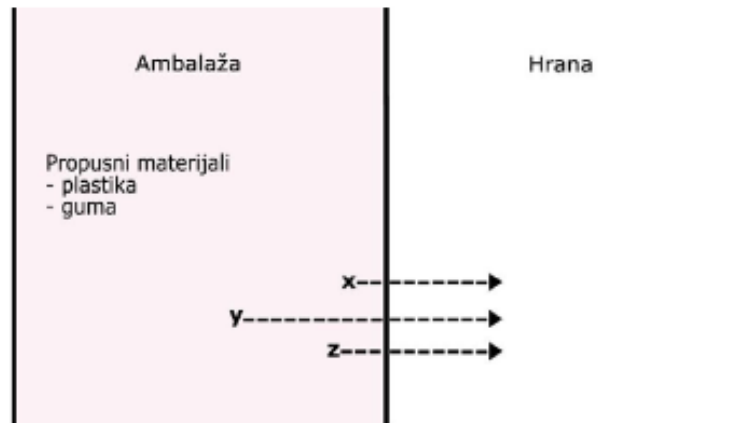 Ambalaža
Hrana
Propusni materijali
- plastika
- guma
x
y
z